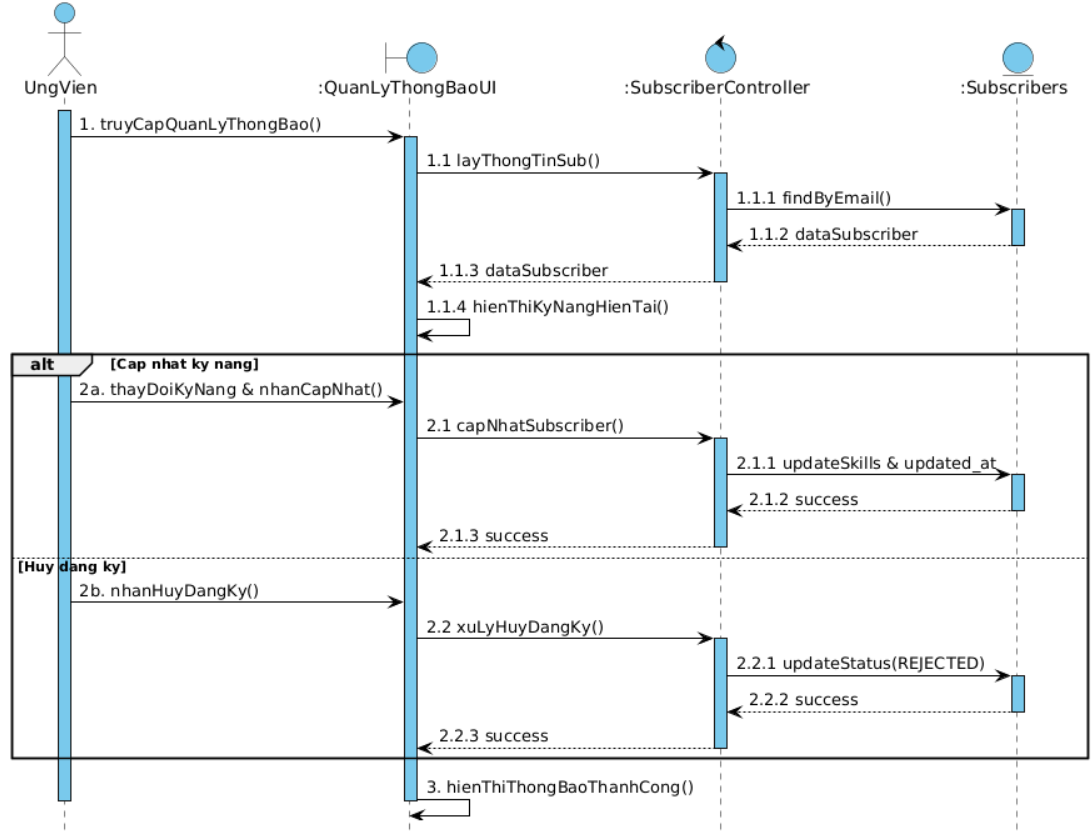 UngVien
:QuanLyThongBaoUI
:SubscriberController
:Subscribers
1. truyCapQuanLyThongBao()
1.1 layThongTinSub()
1.1.1 findByEmail()
1.1.2 dataSubscriber
1.1.3 dataSubscriber
1.1.4 hienThiKyNangHienTai()
alt [Cap nhat ky nang]
2a. thayDoiKyNang & nhanCapNhat()
2.1 capNhatSubscriber()
2.1.1 updateSkills & updated_at
2.1.2 success
2.1.3 success
[Huy dang ky]
2b. nhanHuyDangKy()
2.2 xuLyHuyDangKy()
2.2.1 updateStatus(REJECTED)
2.2.2 success
2.2.3 success
3. hienThiThongBaoThanhCong()